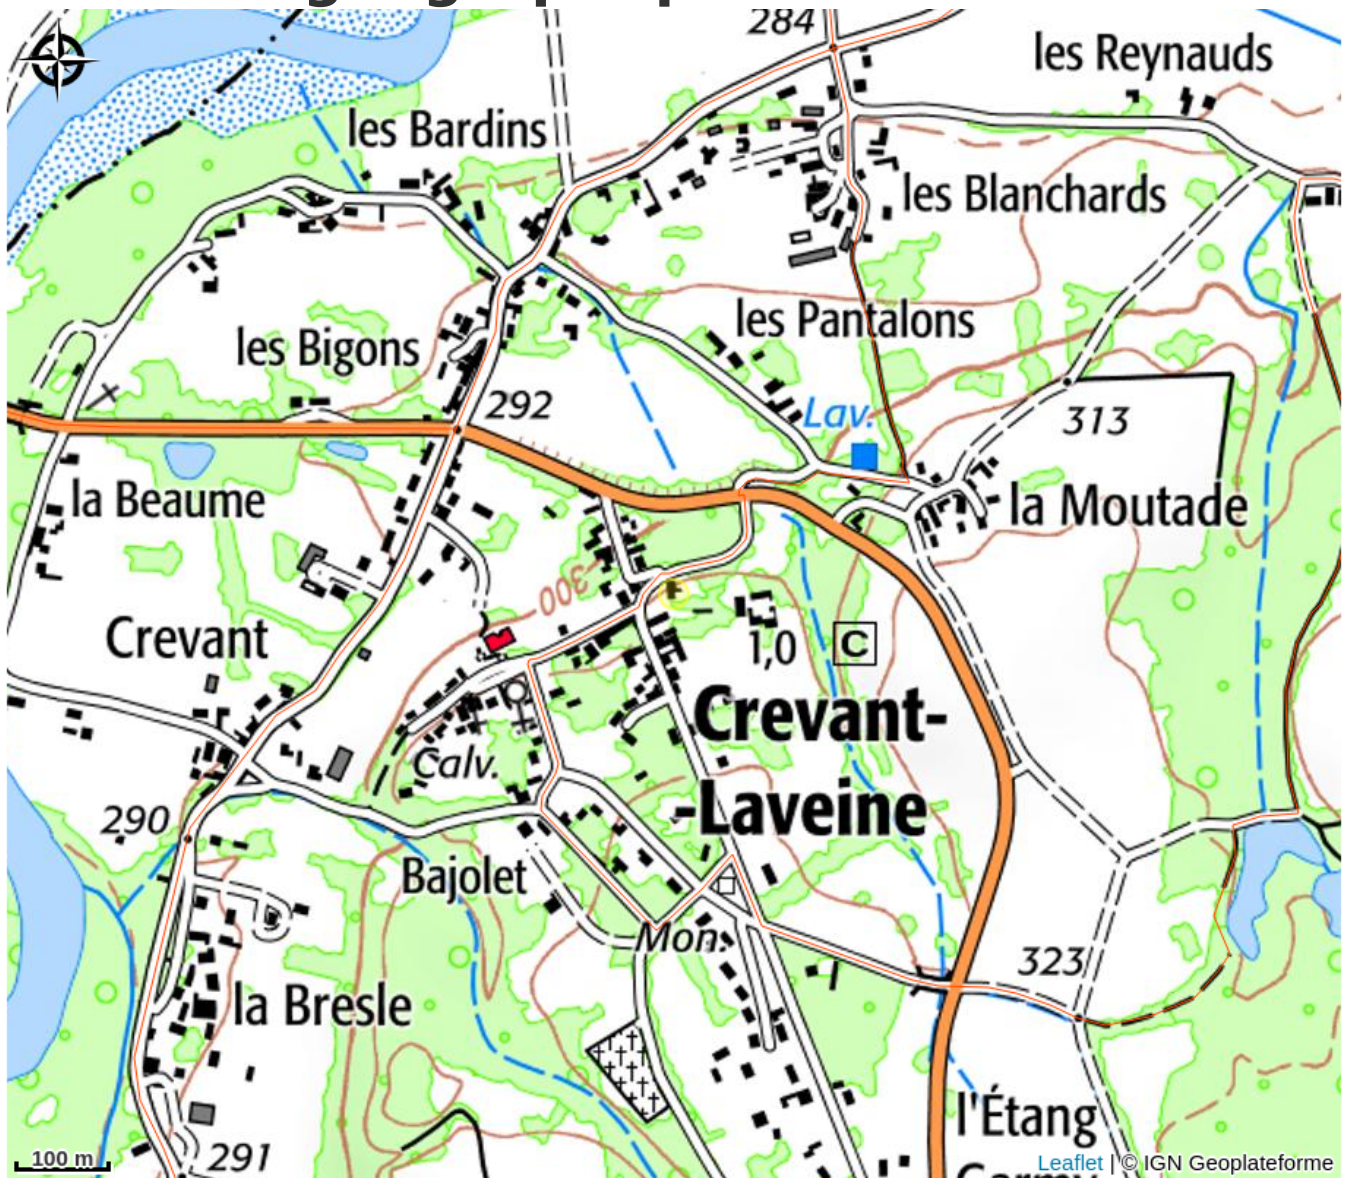 284
les Reynauds
les Bardins
les Blanchards
les Pantalons
les Bigons
292
Lav.
313
la Beaume
la Moutade
300
Crevant
1,0
C
Crevant-
-Laveine
Calv.
290
Bajolet
Mon.
323
la Bresle
l'Étang
291
100 m
Leaflet | © IGN Geoplateforme